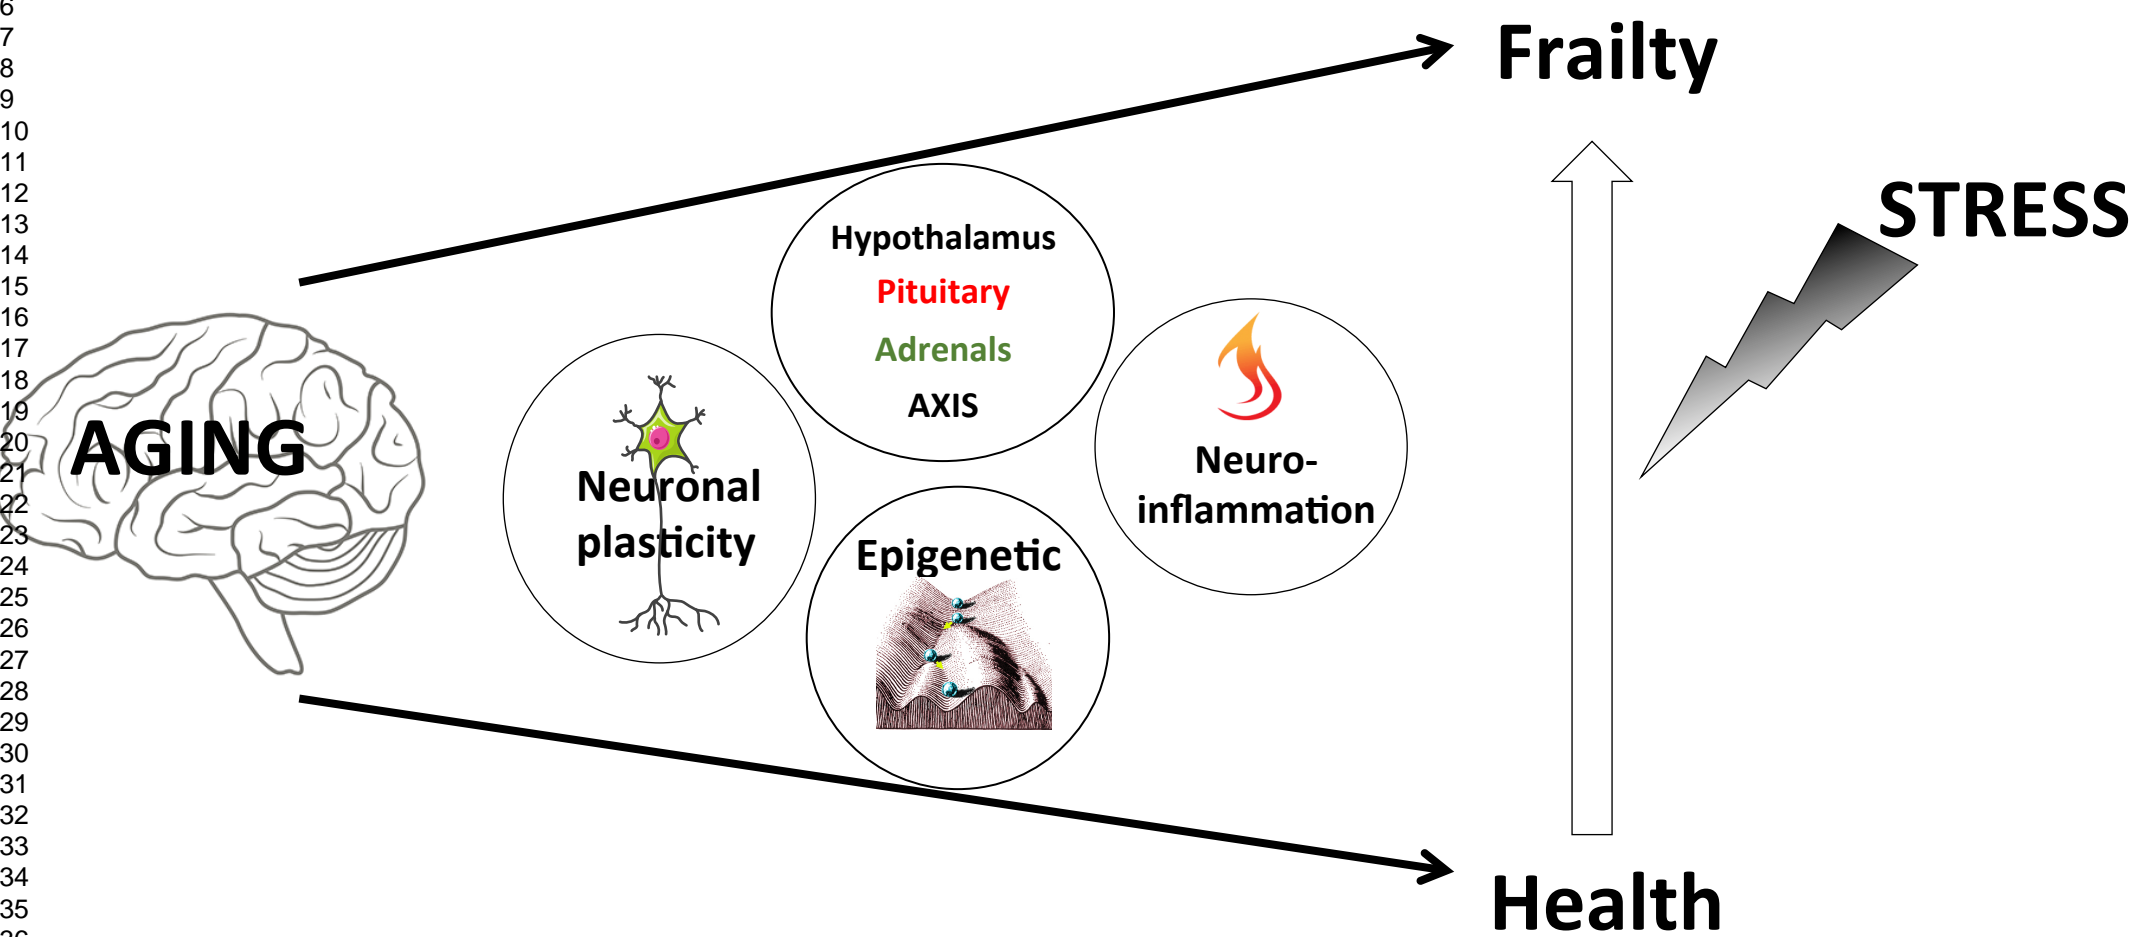 6
7
8
9
10
11
12
13
14
15
16
17
18
19
20
21
22
23
24
25
26
27
28
29
30
31
32
33
34
35
36
Frailty
STRESS
Hypothalamus
Pituitary
Adrenals
AXIS
AGING
Neuronal
plasticity
Neuro-
inflammation
Epigenetic
Health